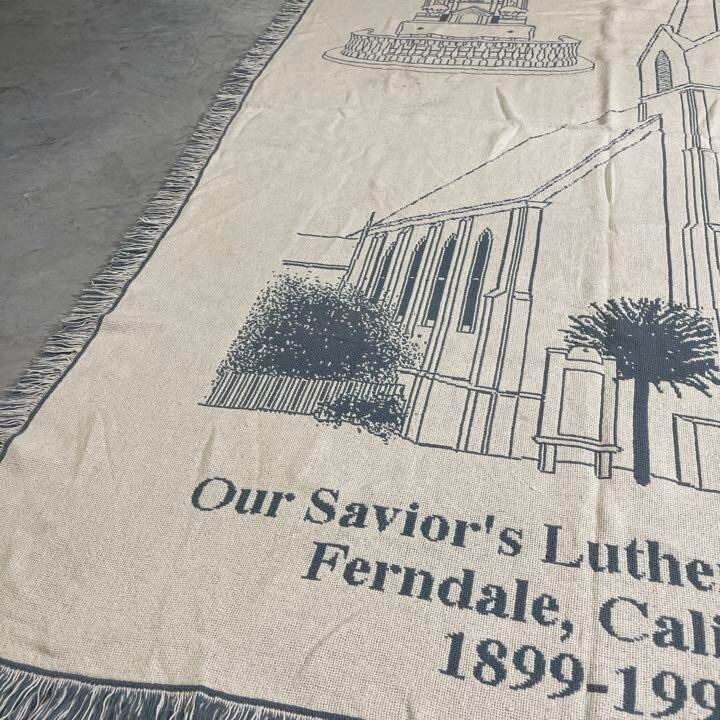 Our Savior's Luthe
Ferndale, Cali
1899-199